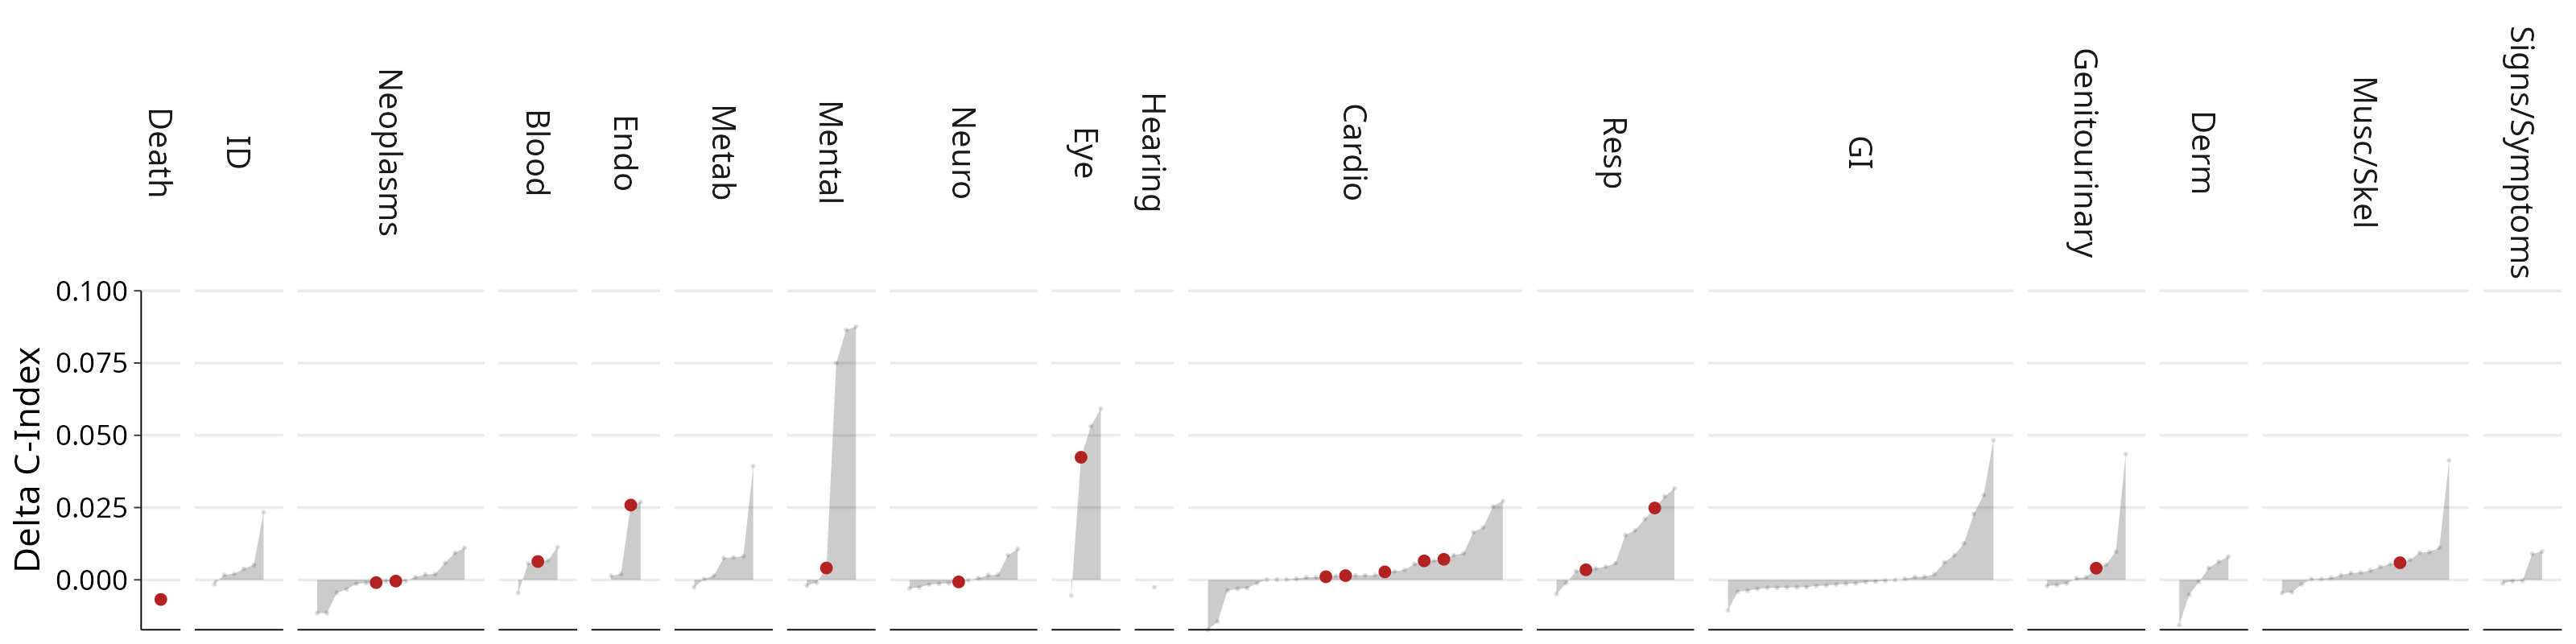 Death
ID
Neoplasms
Blood
Endo
Metab
Mental
Neuro
Eye
Hearing
Cardio
Resp
GI
Genitourinary
Derm
Musc/Skel
Signs/Symptoms
Delta C-Index
0.100
0.075
0.050
0.025
0.000